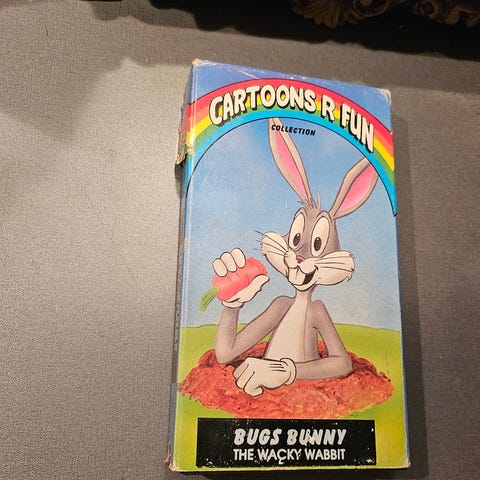 CARTOONS R FUN
COLLECTION
BUGS BUNNY
THE WACKY WABBIT